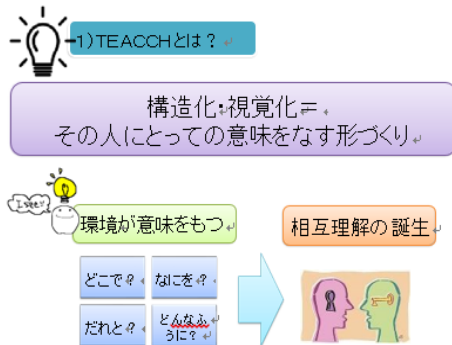 1)TEACCHとは?
構造化・視覚化=
その人にとっての意味をなす形づくり
I see!!
環境が意味をもつ
相互理解の誕生
どこで? なにを?
だれと? どんなふ
うに?